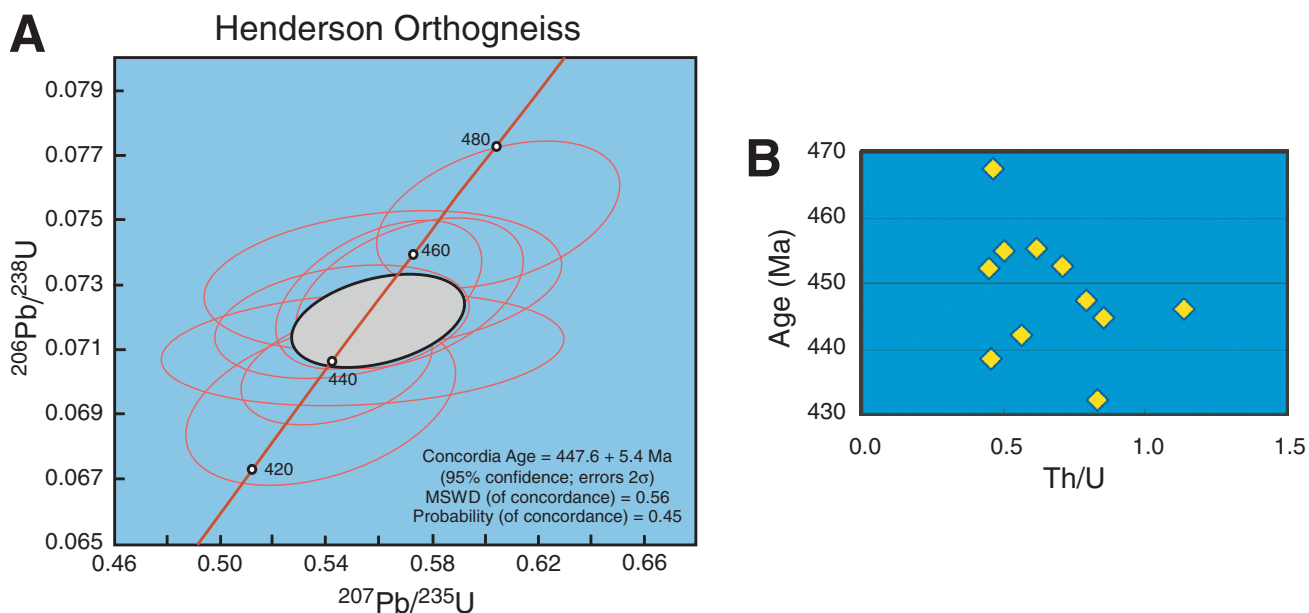 A
Henderson Orthogneiss
0.079
0.077
0.075
0.073
0.071
0.069
0.067
0.065
²⁰⁶Pb/²³⁸U
480
460
440
420
Concordia Age = 447.6 + 5.4 Ma
(95% confidence; errors 2σ)
MSWD (of concordance) = 0.56
Probability (of concordance) = 0.45
0.46 0.50 0.54 0.58 0.62 0.66
²⁰⁷Pb/²³⁵U
B
470
460
450
440
430
Age (Ma)
0.0 0.5 1.0 1.5
Th/U